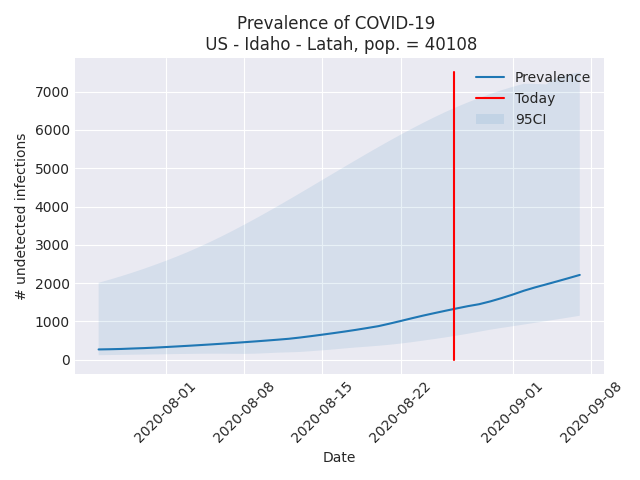 Prevalence of COVID-19
US - Idaho - Latah, pop. = 40108
Prevalence
Today
95CI
# undetected infections
7000
6000
5000
4000
3000
2000
1000
0
2020-08-01
2020-08-08
2020-08-15
2020-08-22
2020-09-01
2020-09-08
Date